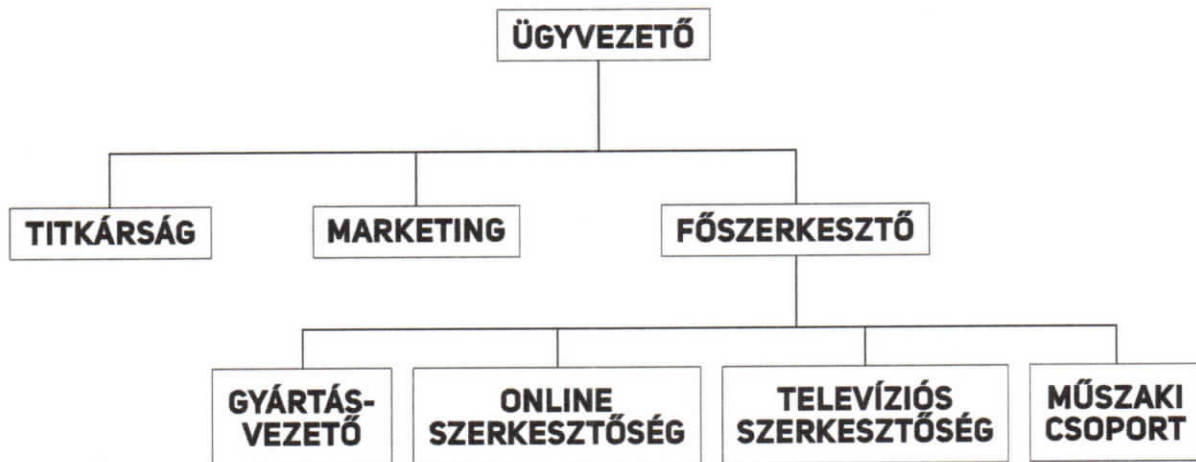 ÜGYVEZETŐ
TITKÁRSÁG
MARKETING
FŐSZERKESZTŐ
GYÁRTÁS-
VEZETŐ
ONLINE
SZERKESZTŐSÉG
TELEVÍZIÓS
SZERKESZTŐSÉG
MŰSZAKI
CSOPORT